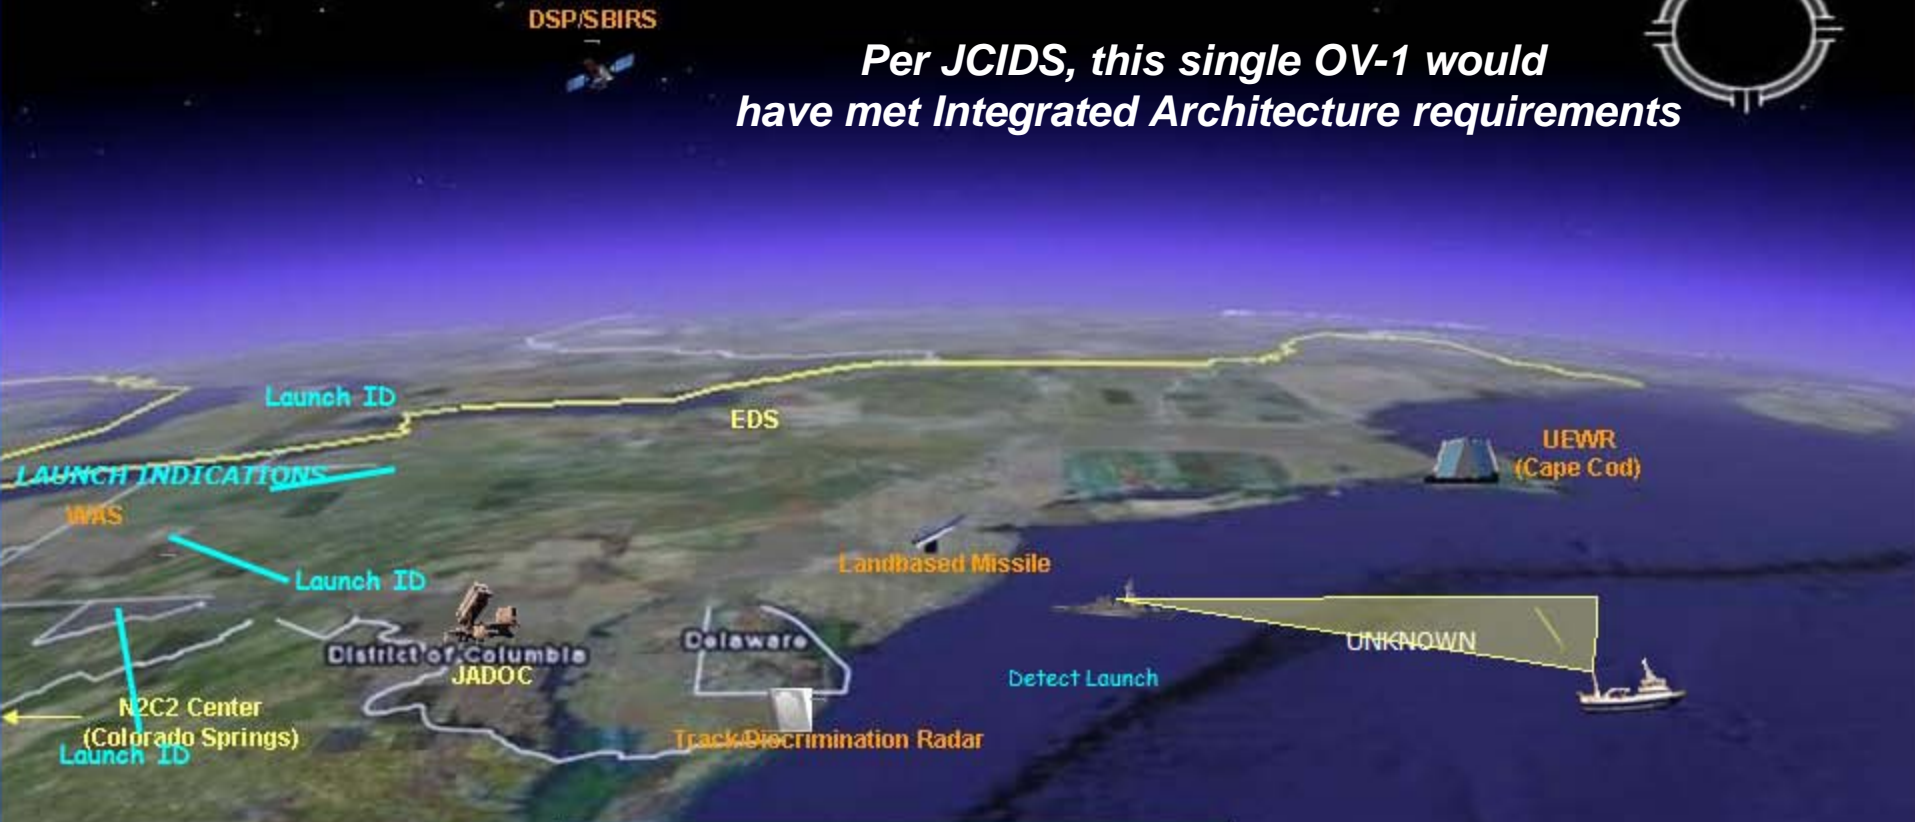 DSP/SBIRS
Per JCIDS, this single OV-1 would
have met Integrated Architecture requirements
Launch ID
EDS
UEWR
(Cape Cod)
LAUNCH INDICATIONS
WAS
Landbased Missile
Launch ID
District of Columbia
JADOC
Delaware
UNKNOWN
Detect Launch
N2C2 Center
(Colorado Springs)
Launch ID
Track/Discrimination Radar